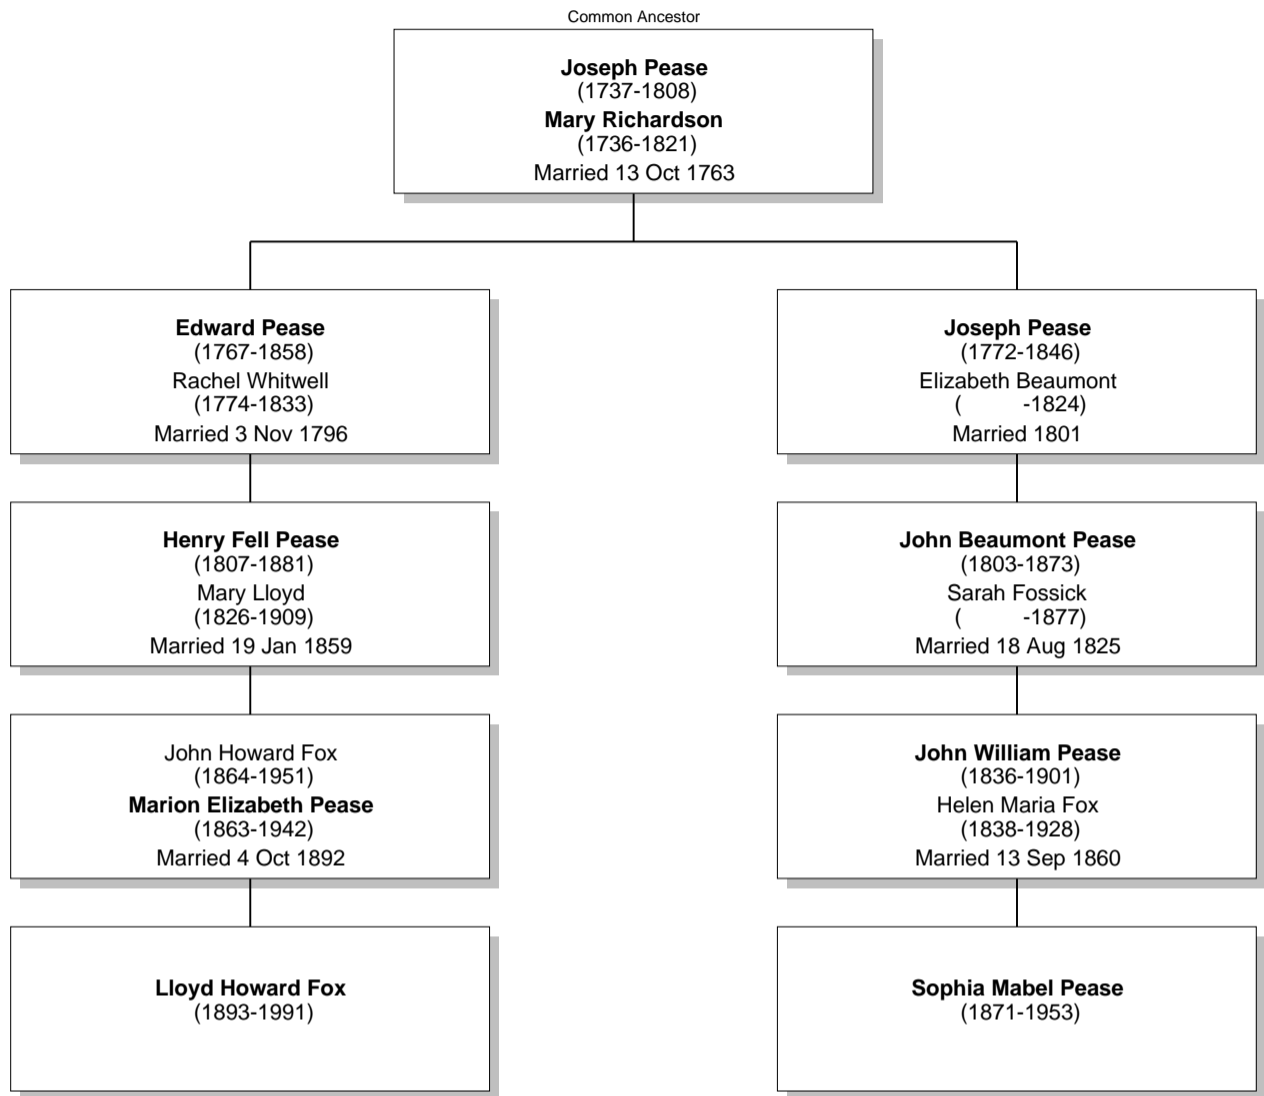 Common Ancestor
Joseph Pease
(1737-1808)
Mary Richardson
(1736-1821)
Married 13 Oct 1763
Edward Pease
(1767-1858)
Rachel Whitwell
(1774-1833)
Married 3 Nov 1796
Joseph Pease
(1772-1846)
Elizabeth Beaumont
(          -1824)
Married 1801
Henry Fell Pease
(1807-1881)
Mary Lloyd
(1826-1909)
Married 19 Jan 1859
John Beaumont Pease
(1803-1873)
Sarah Fossick
(          -1877)
Married 18 Aug 1825
John Howard Fox
(1864-1951)
Marion Elizabeth Pease
(1863-1942)
Married 4 Oct 1892
John William Pease
(1836-1901)
Helen Maria Fox
(1838-1928)
Married 13 Sep 1860
Lloyd Howard Fox
(1893-1991)
Sophia Mabel Pease
(1871-1953)